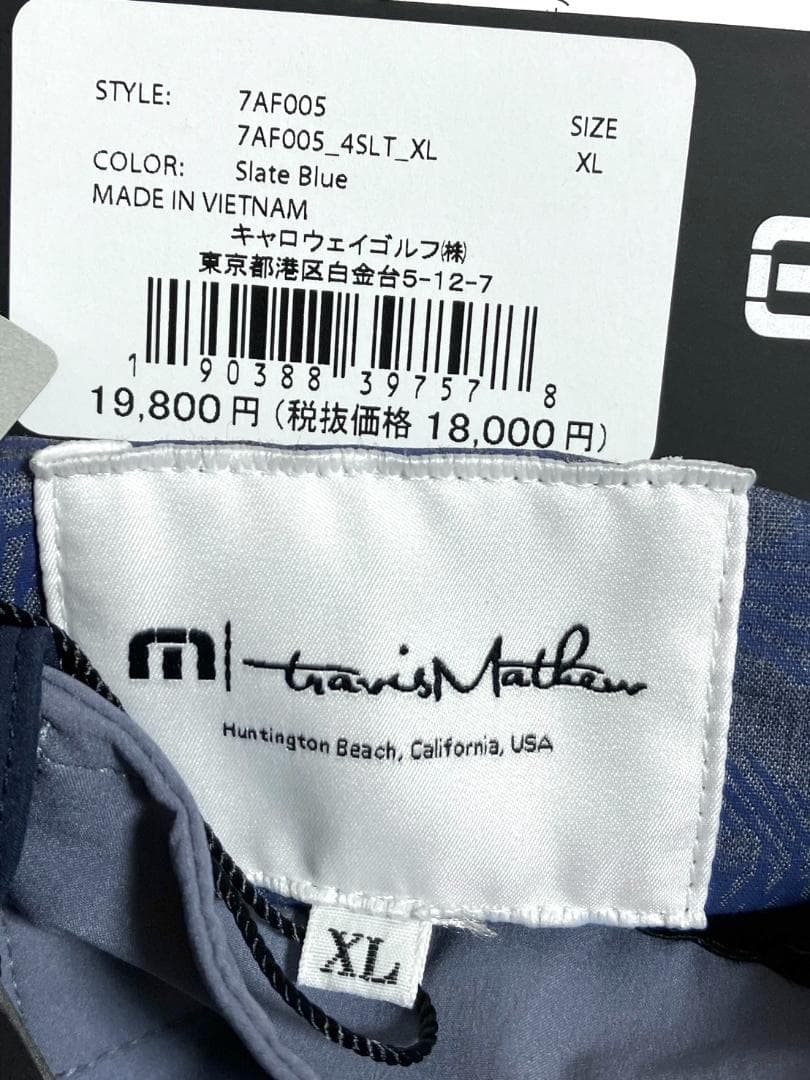 STYLE: 7AF005
7AF005_4SLT_XL
SIZE
XL
COLOR: Slate Blue
MADE IN VIETNAM
キャロウェイゴルフ㈱
東京都港区白金台5-12-7
1 90388 39757 8
19,800円（税抜価格 18,000円）
travisMathew
Huntington Beach, California, USA
XL